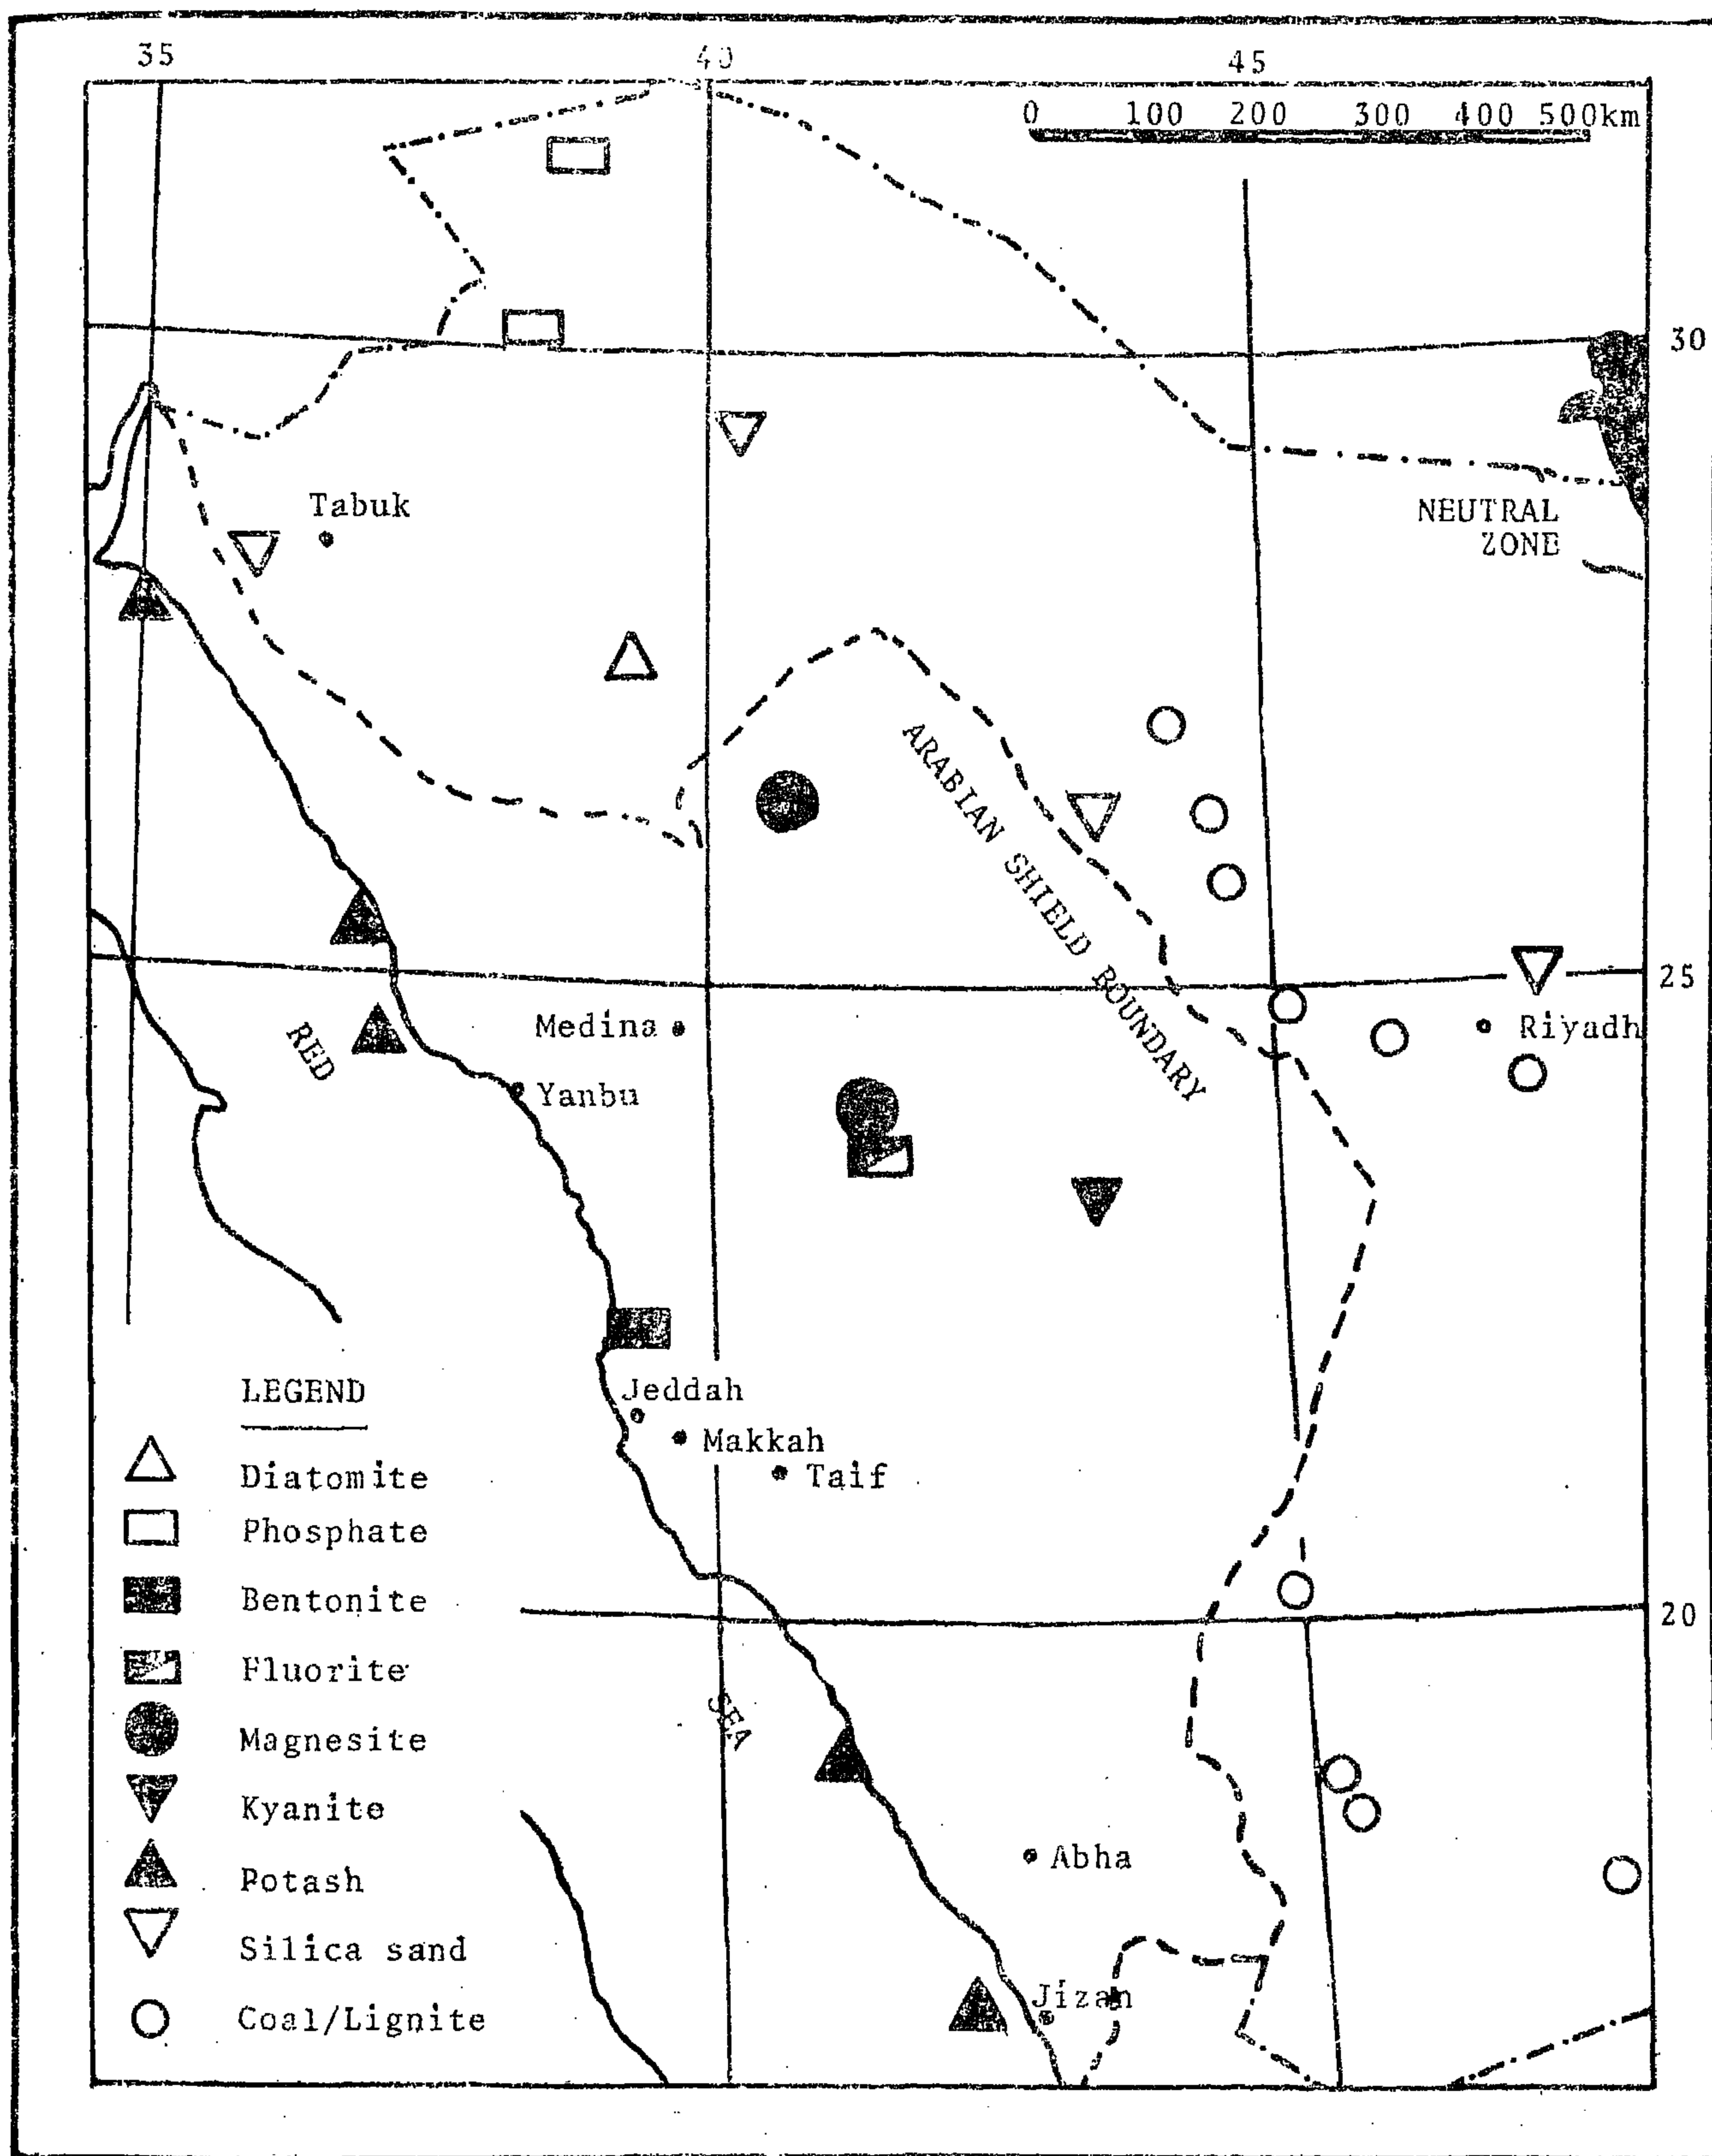 35 40 45
0 100 200 300 400 500km
30
Tabuk
NEUTRAL
ZONE
ARABIAN SHIELD BOUNDARY
25
RED
Medina
Riyadh
Yanbu
LEGEND
Jeddah
Makkah
Taif
Diatomite
Phosphate
Bentonite
20
Fluorite
SEA
Magnesite
Kyanite
Abha
Potash
Silica sand
Jizan
Coal/Lignite